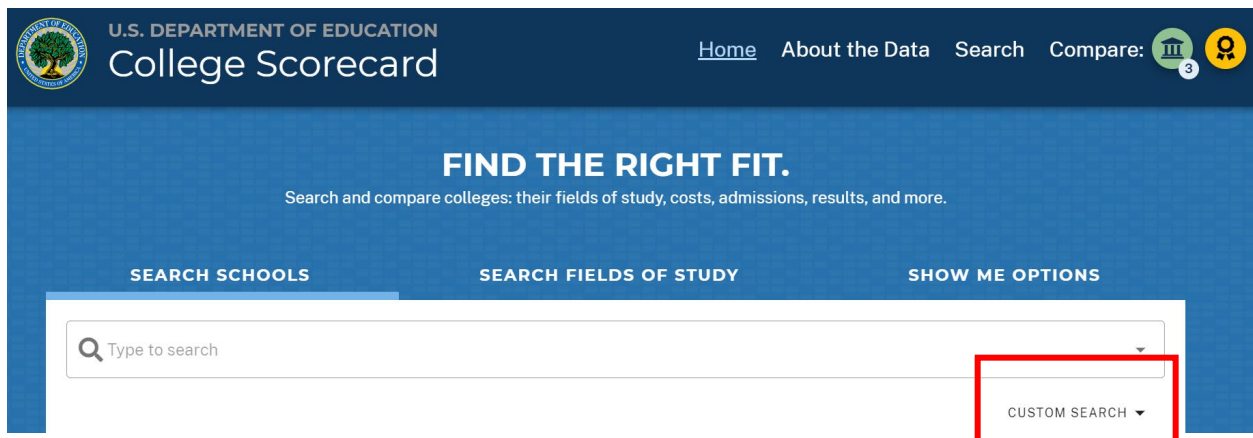 U.S. DEPARTMENT OF EDUCATION
College Scorecard
Home About the Data Search Compare: 3
FIND THE RIGHT FIT.
Search and compare colleges: their fields of study, costs, admissions, results, and more.
SEARCH SCHOOLS SEARCH FIELDS OF STUDY SHOW ME OPTIONS
Type to search
CUSTOM SEARCH